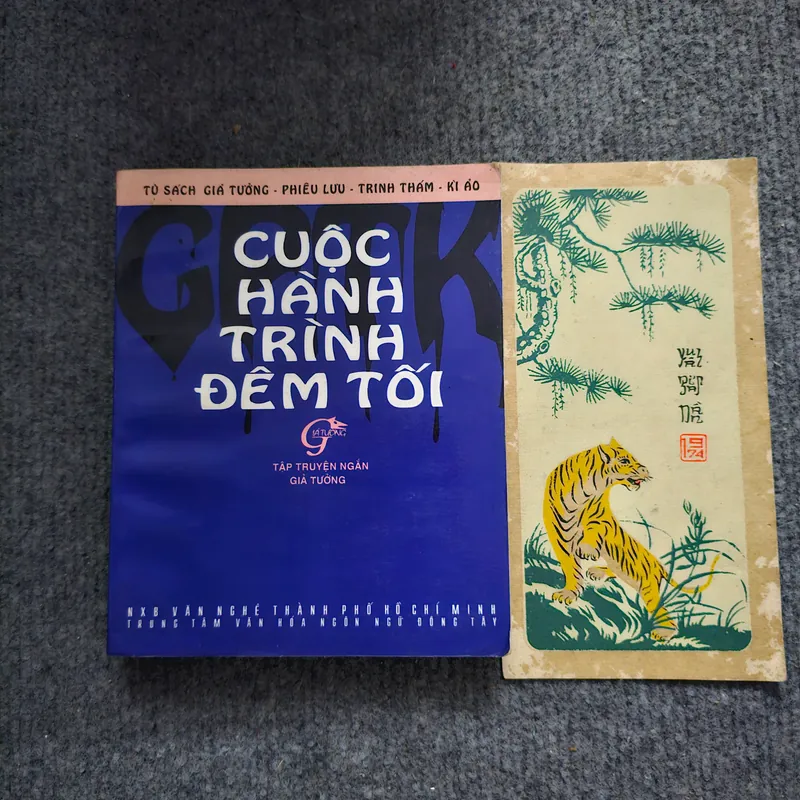 TỦ SÁCH GIẢ TƯỞNG - PHIÊU LƯU - TRINH THÁM - KÌ ẢO
GPTK
CUỘC
HÀNH
TRÌNH
ĐÊM TỐI
GIẢ TƯỞNG
TẬP TRUYỆN NGẮN
GIẢ TƯỞNG
NXB VĂN NGHỆ THÀNH PHỐ HỒ CHÍ MINH
TRUNG TÂM VĂN HÓA NGÔN NGỮ ĐÔNG TÂY
19
74